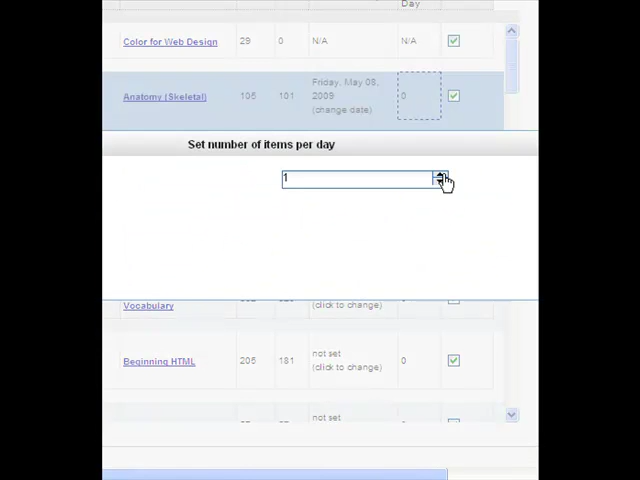 Day
Color for Web Design 29 0 N/A N/A
Friday, May 08,
Anatomy (Skeletal) 105 101 2009 0
(change date)
Set number of items per day
1
Vocabulary (click to change)
not set
Beginning HTML 205 181 0
(click to change)
not set